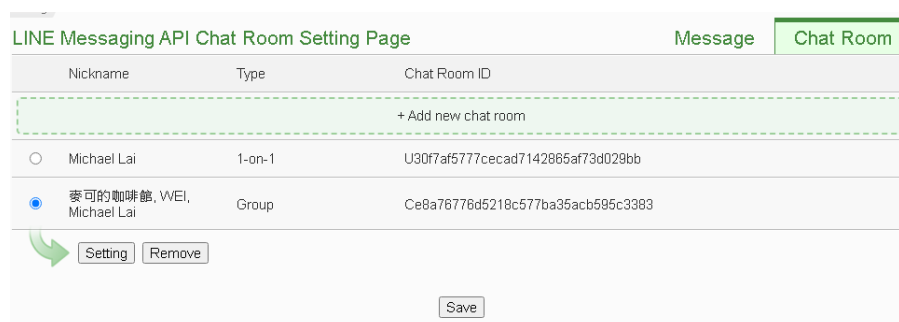 LINE Messaging API Chat Room Setting Page Message Chat Room
Nickname Type Chat Room ID
+ Add new chat room
Michael Lai 1-on-1 U30f7af5777cecad7142865af73d029bb
麥可的咖啡館, WEI,
Michael Lai Group Ce8a76776d5218c577ba35acb595c3383
Setting Remove
Save